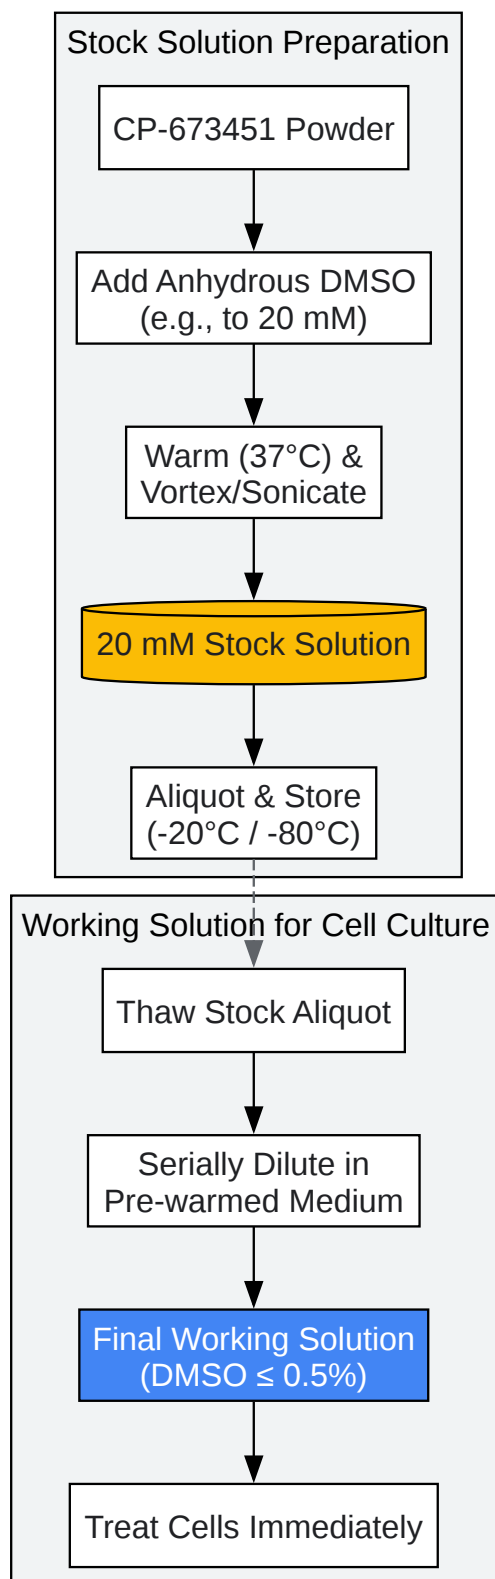 Stock Solution Preparation
CP-673451 Powder
Add Anhydrous DMSO
(e.g., to 20 mM)
Warm (37°C) &
Vortex/Sonicate
20 mM Stock Solution
Aliquot & Store
(-20°C / -80°C)
Working Solution for Cell Culture
Thaw Stock Aliquot
Serially Dilute in
Pre-warmed Medium
Final Working Solution
(DMSO ≤ 0.5%)
Treat Cells Immediately